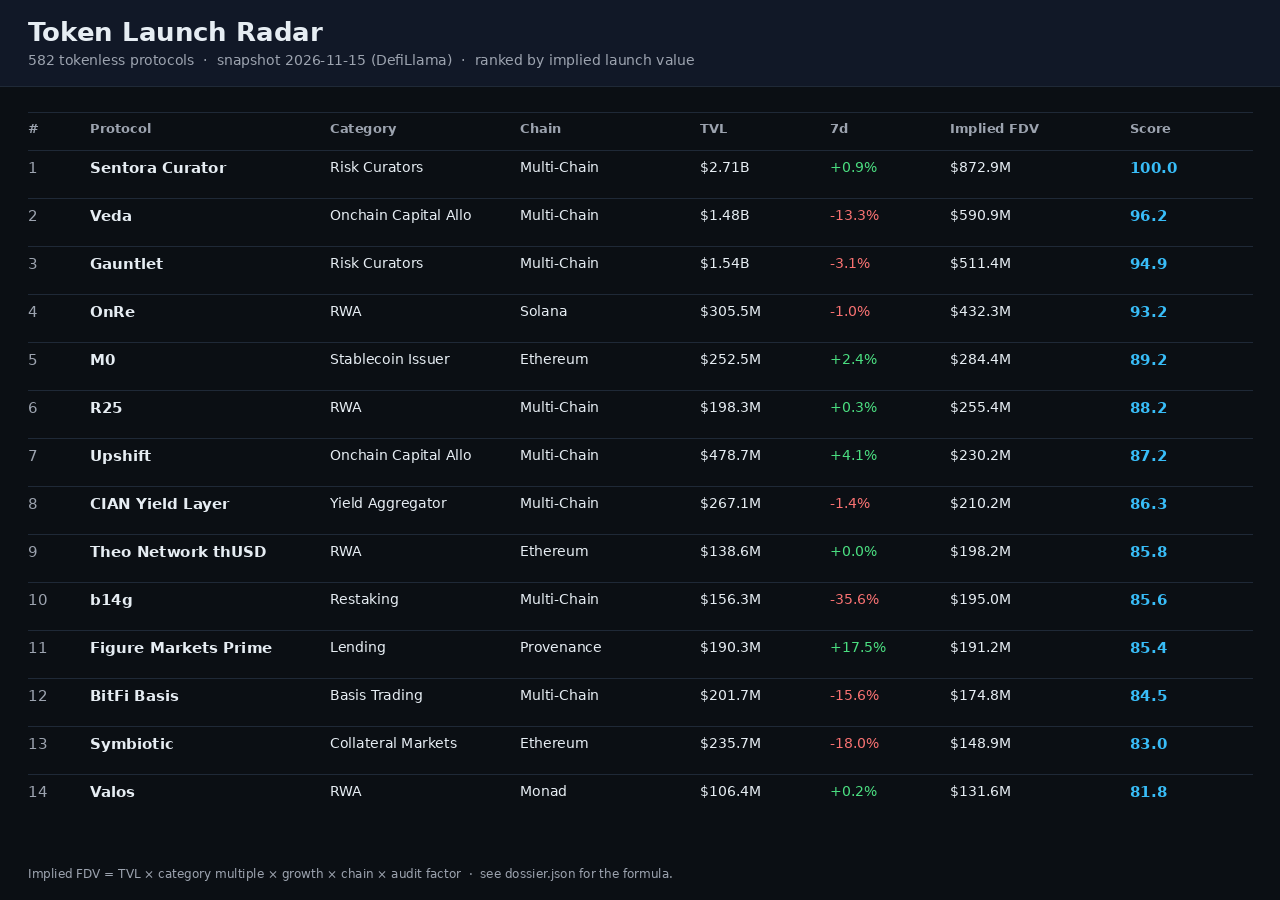 Token Launch Radar
582 tokenless protocols · snapshot 2026-11-15 (DefiLlama) · ranked by implied launch value
# Protocol Category Chain TVL 7d Implied FDV Score
1 Sentora Curator Risk Curators Multi-Chain $2.71B +0.9% $872.9M 100.0
2 Veda Onchain Capital Allo Multi-Chain $1.48B -13.3% $590.9M 96.2
3 Gauntlet Risk Curators Multi-Chain $1.54B -3.1% $511.4M 94.9
4 OnRe RWA Solana $305.5M -1.0% $432.3M 93.2
5 M0 Stablecoin Issuer Ethereum $252.5M +2.4% $284.4M 89.2
6 R25 RWA Multi-Chain $198.3M +0.3% $255.4M 88.2
7 Upshift Onchain Capital Allo Multi-Chain $478.7M +4.1% $230.2M 87.2
8 CIAN Yield Layer Yield Aggregator Multi-Chain $267.1M -1.4% $210.2M 86.3
9 Theo Network thUSD RWA Ethereum $138.6M +0.0% $198.2M 85.8
10 b14g Restaking Multi-Chain $156.3M -35.6% $195.0M 85.6
11 Figure Markets Prime Lending Provenance $190.3M +17.5% $191.2M 85.4
12 BitFi Basis Basis Trading Multi-Chain $201.7M -15.6% $174.8M 84.5
13 Symbiotic Collateral Markets Ethereum $235.7M -18.0% $148.9M 83.0
14 Valos RWA Monad $106.4M +0.2% $131.6M 81.8
Implied FDV = TVL × category multiple × growth × chain × audit factor · see dossier.json for the formula.